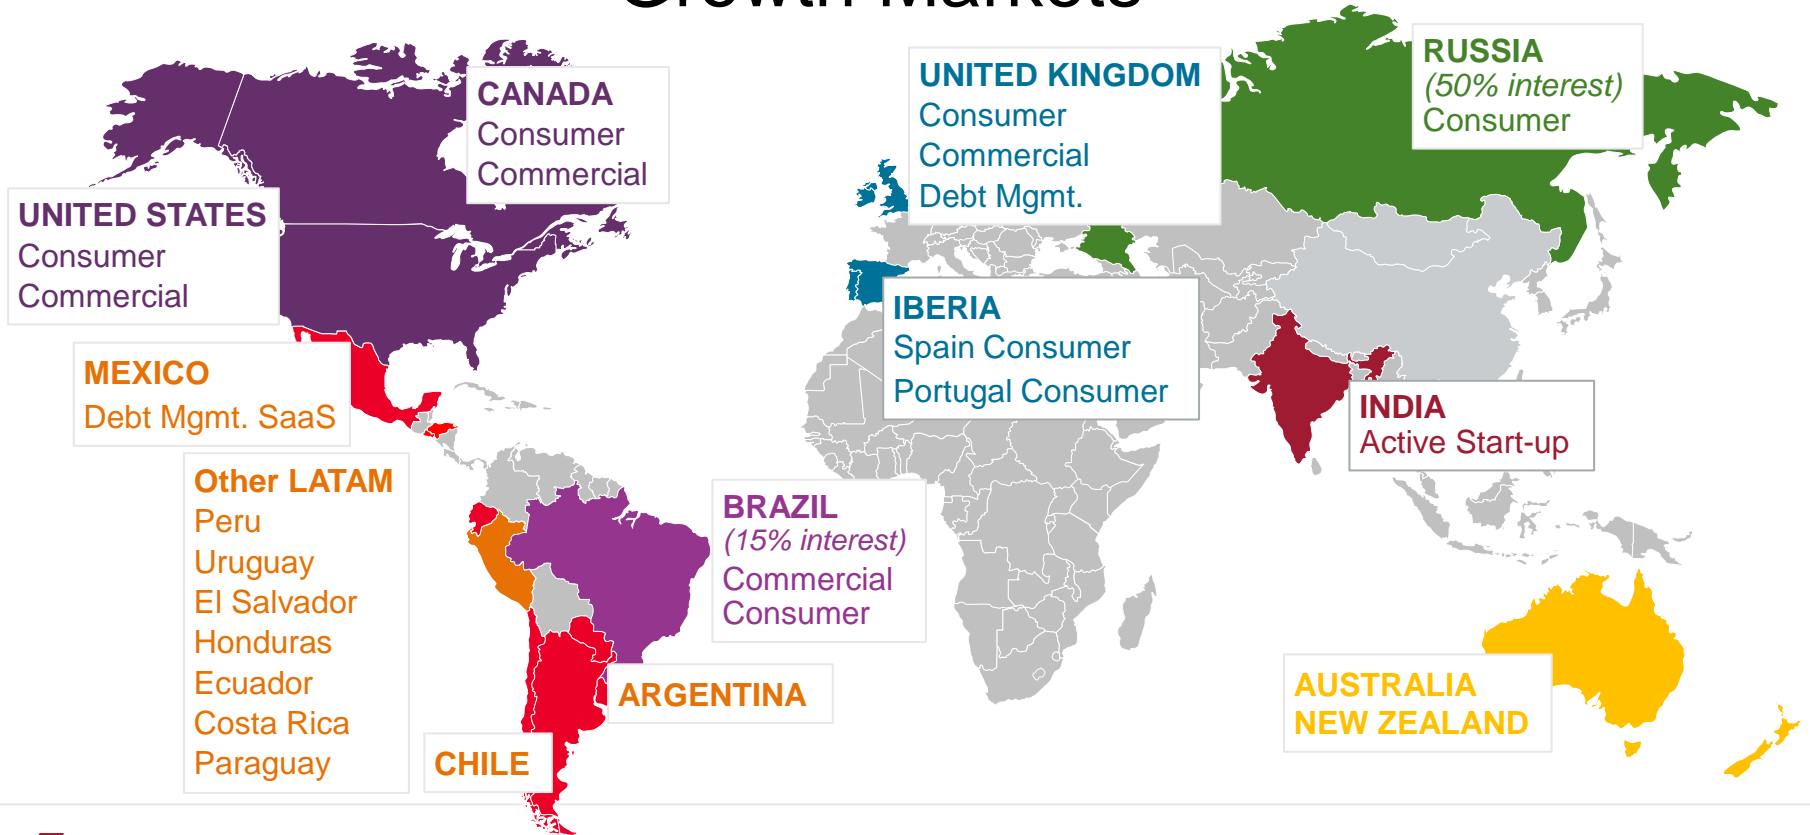 Growth Markets
CANADA
Consumer
Commercial
UNITED STATES
Consumer
Commercial
MEXICO
Debt Mgmt. SaaS
Other LATAM
Peru
Uruguay
El Salvador
Honduras
Ecuador
Costa Rica
Paraguay
CHILE
ARGENTINA
BRAZIL
(15% interest)
Commercial
Consumer
UNITED KINGDOM
Consumer
Commercial
Debt Mgmt.
IBERIA
Spain Consumer
Portugal Consumer
RUSSIA
(50% interest)
Consumer
INDIA
Active Start-up
AUSTRALIA
NEW ZEALAND